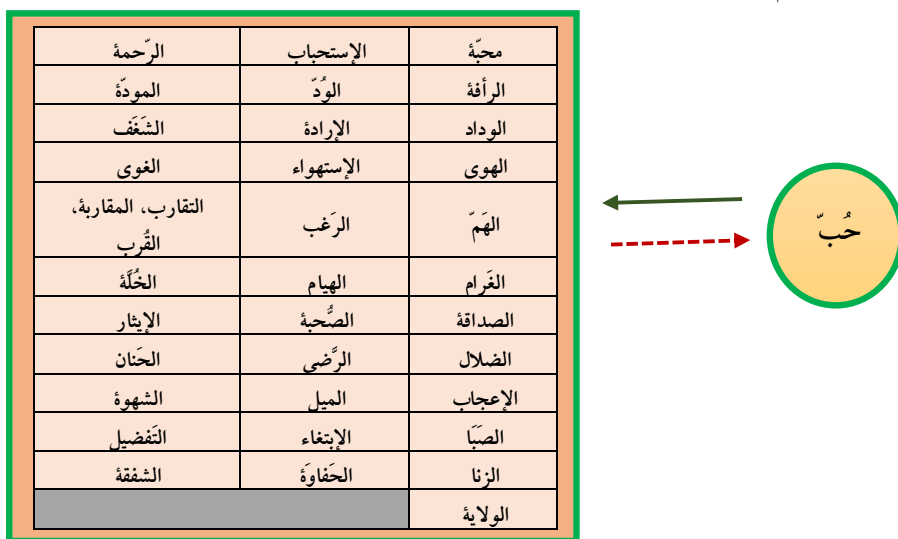 محبّة الإستحباب الرّحمة
الرأفة الوُدّ المودّة
الوداد الإرادة الشَغَف
الهوى الإستهواء الغوى
الهَمّ الرَغب التقارب، المقاربة،
القُرب
الغَرام الهيام الخُلَّة
الصداقة الصُّحبة الإيثار
الضلال الرَّضى الحَنان
الإعجاب الميل الشهوة
الصَبَا الإبتغاء التَفضيل
الزنا الحَفاوَة الشفقة
الولاية
حُبّ